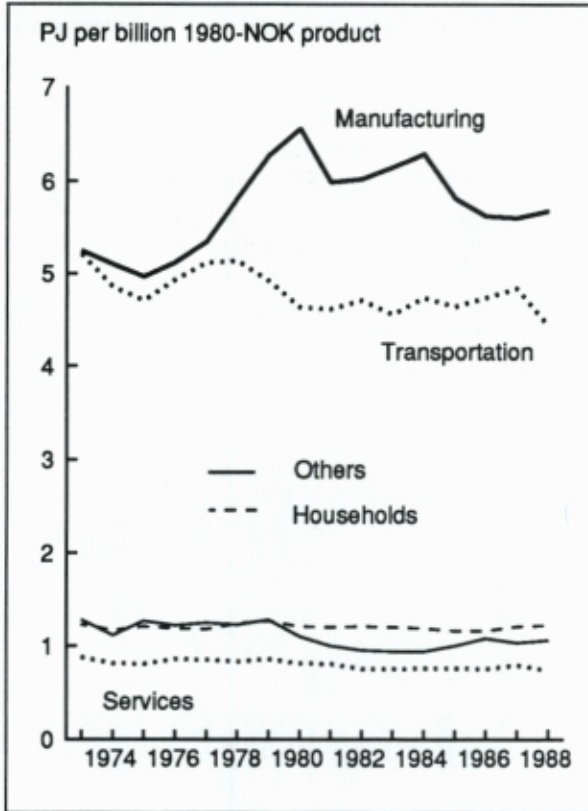 PJ per billion 1980-NOK product
7
Manufacturing
6
5
Transportation
4
3
Others
Households
2
1
Services
0
1974 1976 1978 1980 1982 1984 1986 1988